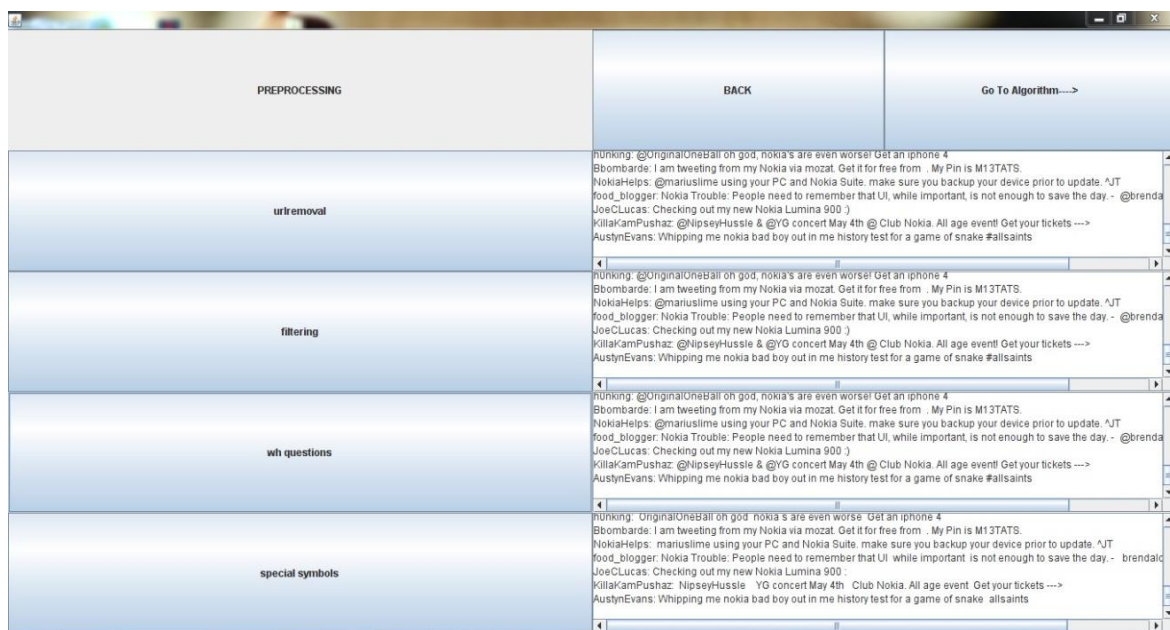 PREPROCESSING
BACK
Go To Algorithm---->
urlremoval
h0nking: @OriginalOneBall oh god, nokia's are even worse! Get an iphone 4
Bbombarde: I am tweeting from my Nokia via mozat. Get it for free from . My Pin is M13TATS.
NokiaHelps: @mariuslime using your PC and Nokia Suite. make sure you backup your device prior to update. ^JT
food_blogger: Nokia Trouble: People need to remember that UI, while important, is not enough to save the day. - @brenda
JoeCLucas: Checking out my new Nokia Lumina 900 :)
KillaKamPushaz: @NipseyHussle & @YG concert May 4th @ Club Nokia. All age event! Get your tickets --->
AustynEvans: Whipping me nokia bad boy out in me history test for a game of snake #allsaints
filtering
h0nking: @OriginalOneBall oh god, nokia's are even worse! Get an iphone 4
Bbombarde: I am tweeting from my Nokia via mozat. Get it for free from . My Pin is M13TATS.
NokiaHelps: @mariuslime using your PC and Nokia Suite. make sure you backup your device prior to update. ^JT
food_blogger: Nokia Trouble: People need to remember that UI, while important, is not enough to save the day. - @brenda
JoeCLucas: Checking out my new Nokia Lumina 900 :)
KillaKamPushaz: @NipseyHussle & @YG concert May 4th @ Club Nokia. All age event! Get your tickets --->
AustynEvans: Whipping me nokia bad boy out in me history test for a game of snake #allsaints
wh questions
h0nking: @OriginalOneBall oh god, nokia's are even worse! Get an iphone 4
Bbombarde: I am tweeting from my Nokia via mozat. Get it for free from . My Pin is M13TATS.
NokiaHelps: @mariuslime using your PC and Nokia Suite. make sure you backup your device prior to update. ^JT
food_blogger: Nokia Trouble: People need to remember that UI, while important, is not enough to save the day. - @brenda
JoeCLucas: Checking out my new Nokia Lumina 900 :)
KillaKamPushaz: @NipseyHussle & @YG concert May 4th @ Club Nokia. All age event! Get your tickets --->
AustynEvans: Whipping me nokia bad boy out in me history test for a game of snake #allsaints
special symbols
h0nking: OriginalOneBall oh god nokia s are even worse Get an iphone 4
Bbombarde: I am tweeting from my Nokia via mozat. Get it for free from . My Pin is M13TATS.
NokiaHelps: mariuslime using your PC and Nokia Suite. make sure you backup your device prior to update. ^JT
food_blogger: Nokia Trouble: People need to remember that UI while important is not enough to save the day. - brendalc
JoeCLucas: Checking out my new Nokia Lumina 900 :
KillaKamPushaz: NipseyHussle YG concert May 4th Club Nokia. All age event Get your tickets --->
AustynEvans: Whipping me nokia bad boy out in me history test for a game of snake allsaints